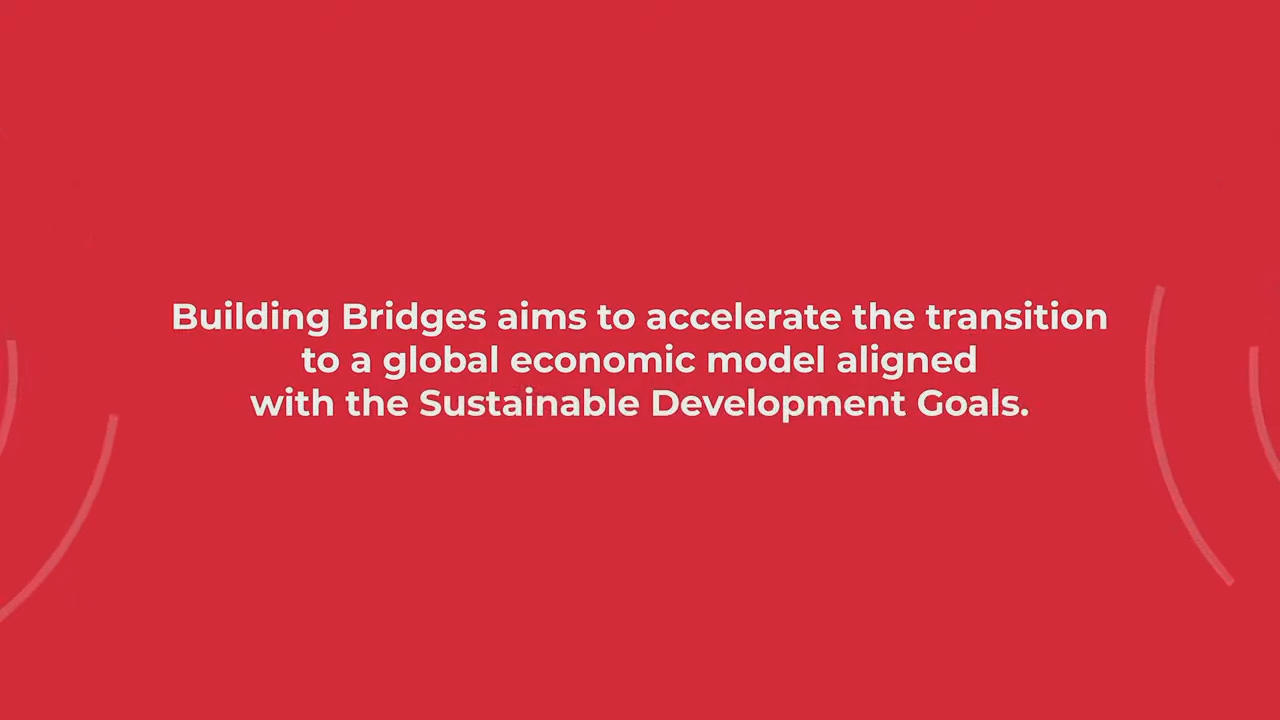 Building Bridges aims to accelerate the transition
to a global economic model aligned
with the Sustainable Development Goals.